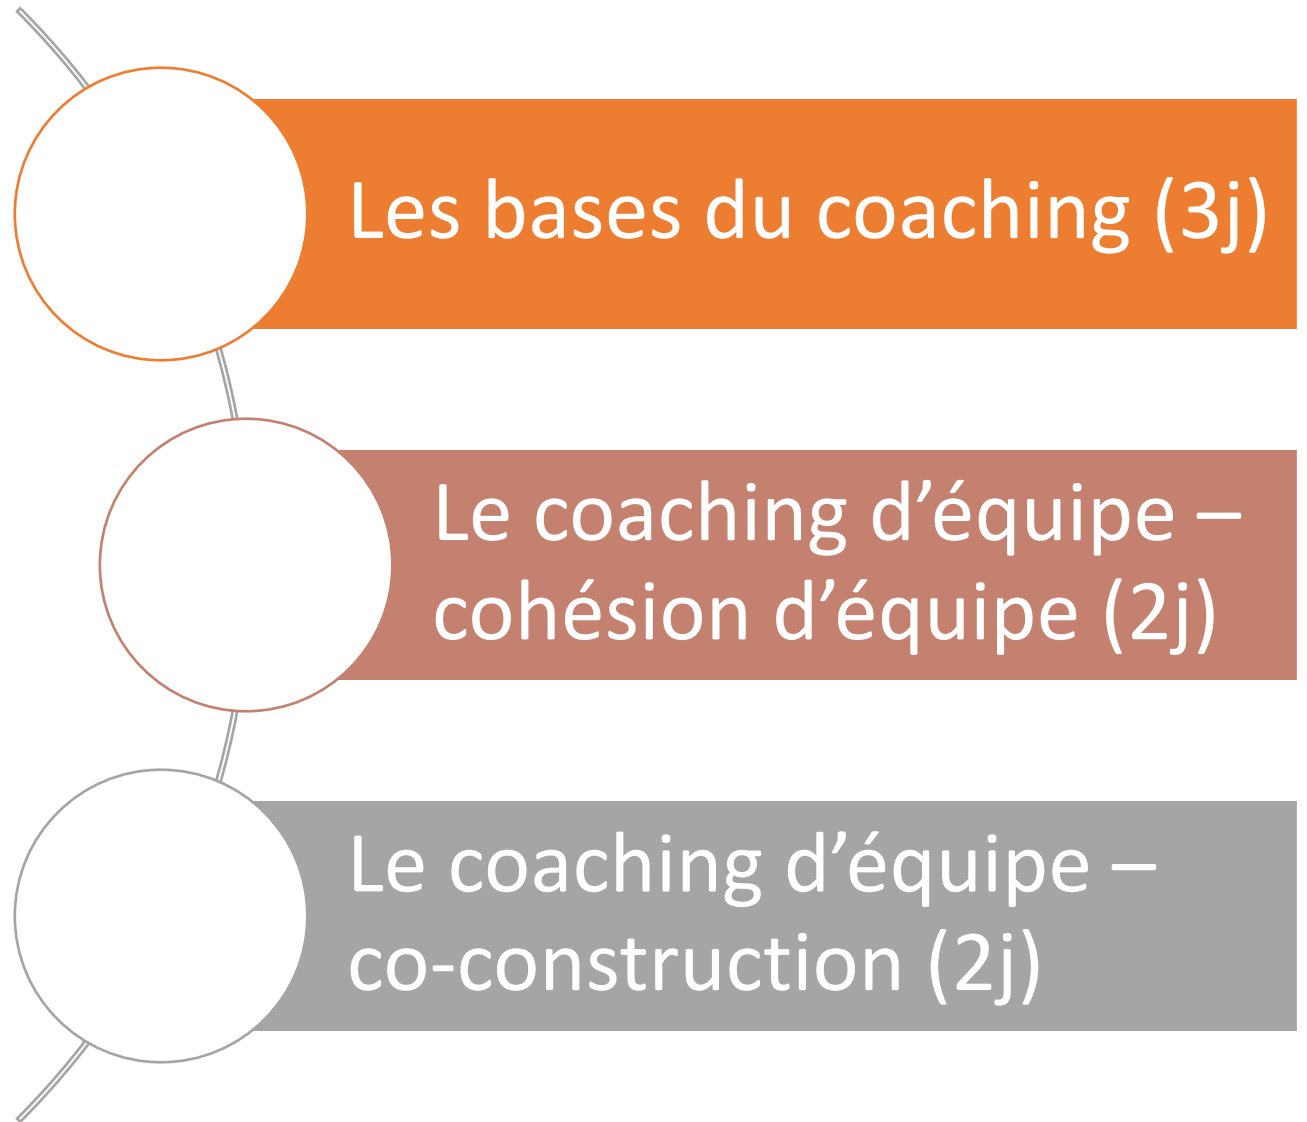 Les bases du coaching (3j)
Le coaching d’équipe –
cohésion d’équipe (2j)
Le coaching d’équipe –
co-construction (2j)